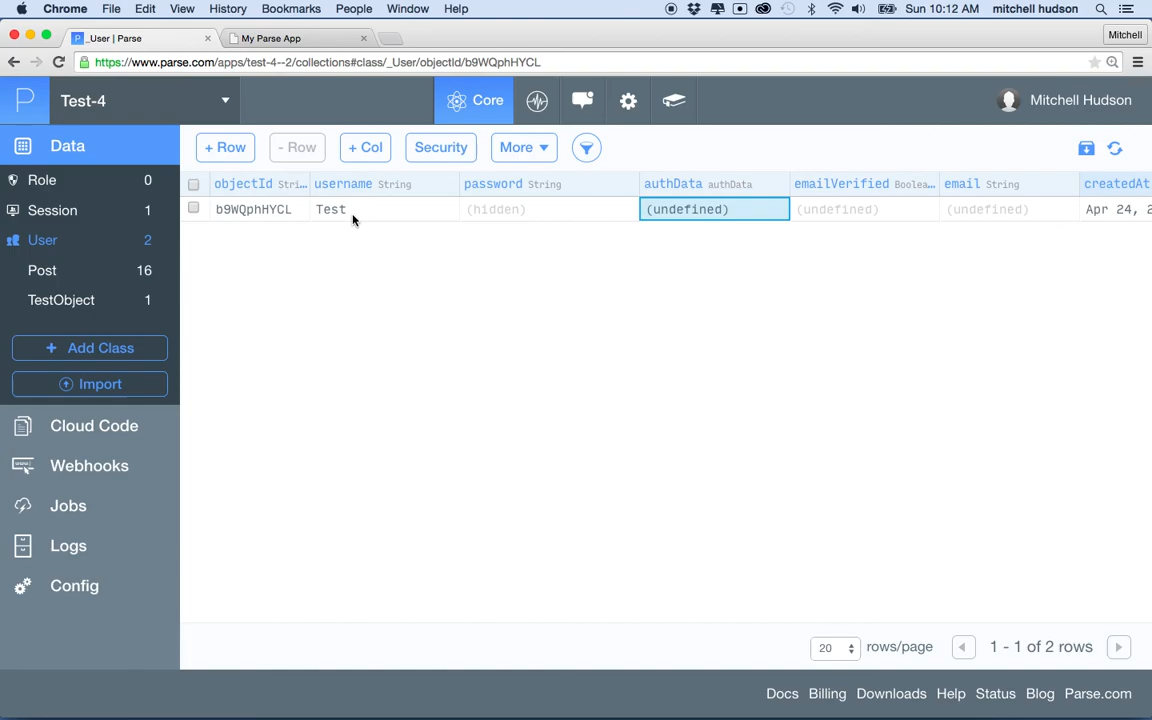 Chrome File Edit View History Bookmarks People Window Help Sun 10:12 AM mitchell hudson
_User | Parse × My Parse App × Mitchell
https://www.parse.com/apps/test-4--2/collections#class/_User/objectId/b9WQphHYCL
P Test-4 Core Mitchell Hudson
Data + Row - Row + Col Security More
Role 0
Session 1
User 2
Post 16
TestObject 1
+ Add Class
Import
Cloud Code
Webhooks
Jobs
Logs
Config
objectId Stri... username String password String authData authData emailVerified Boolea... email String createdAt
b9WQphHYCL Test (hidden) (undefined) (undefined) (undefined) Apr 24, 2
20 rows/page 1 - 1 of 2 rows
Docs Billing Downloads Help Status Blog Parse.com